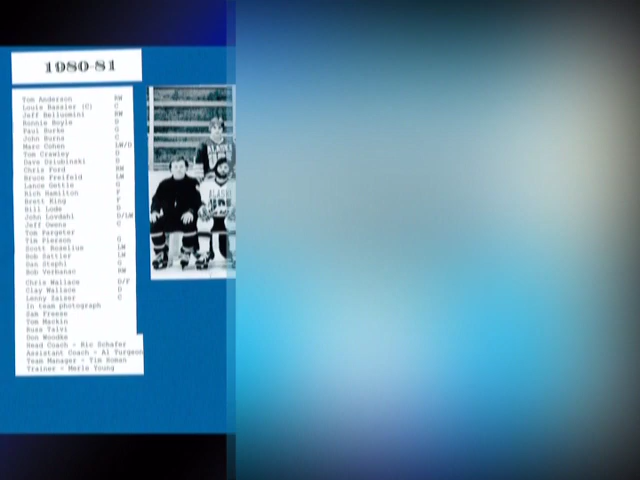 1980-81
Tom Anderson RW
Louis Bassler (C) C
Jeff Belluomini RW
Ronnie Boyle D
Paul Burke G
John Burns C
Marc Cohen LW/D
Tom Crawley D
Dave Dziubinski D
Chris Ford RW
Bruce Freifeld LW
Lance Gettle G
Rich Hamilton F
Brett King F
Bill Lode D
John Lovdahl D/LW
Jeff Owens C
Tom Pargeter
Tim Pierson G
Scott Roselius LW
Rob Sattler LW
Dan Stephl G
Bob Verbanac RW
Chris Wallace D/F
Clay Wallace D
Lenny Zaiser C
In team photograph
Sam Freeze
Tom Mackin
Russ Talvi
Don Woodke
Head Coach - Ric Schafer
Assistant Coach - Al Turgeon
Team Manager - Tim Homan
Trainer - Merle Young